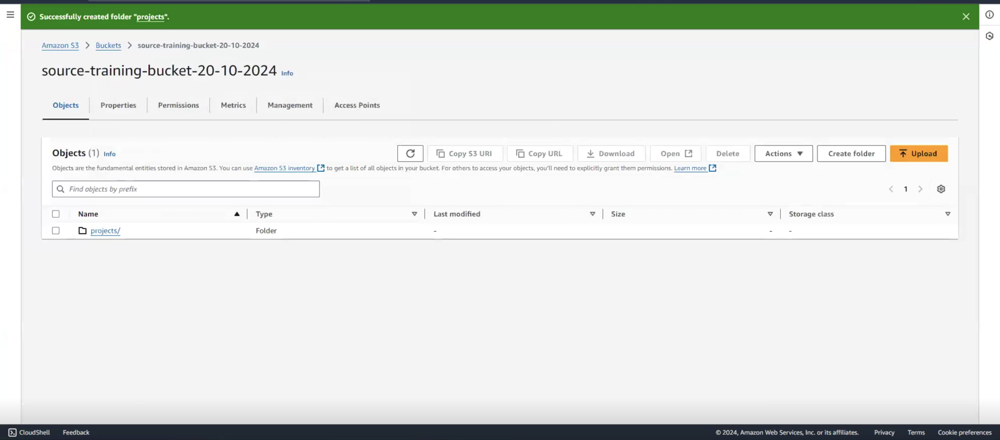 Successfully created folder "projects".
Amazon S3 > Buckets > source-training-bucket-20-10-2024
source-training-bucket-20-10-2024 Info
Objects Properties Permissions Metrics Management Access Points
Objects (1) Info Copy S3 URI Copy URL Download Open Delete Actions Create folder Upload
Objects are the fundamental entities stored in Amazon S3. You can use Amazon S3 inventory to get a list of all objects in your bucket. For others to access your objects, you'll need to explicitly grant them permissions. Learn more
Find objects by prefix < 1 >
Name Type Last modified Size Storage class
projects/ Folder - - -
CloudShell Feedback © 2024, Amazon Web Services, Inc. or its affiliates. Privacy Terms Cookie preferences